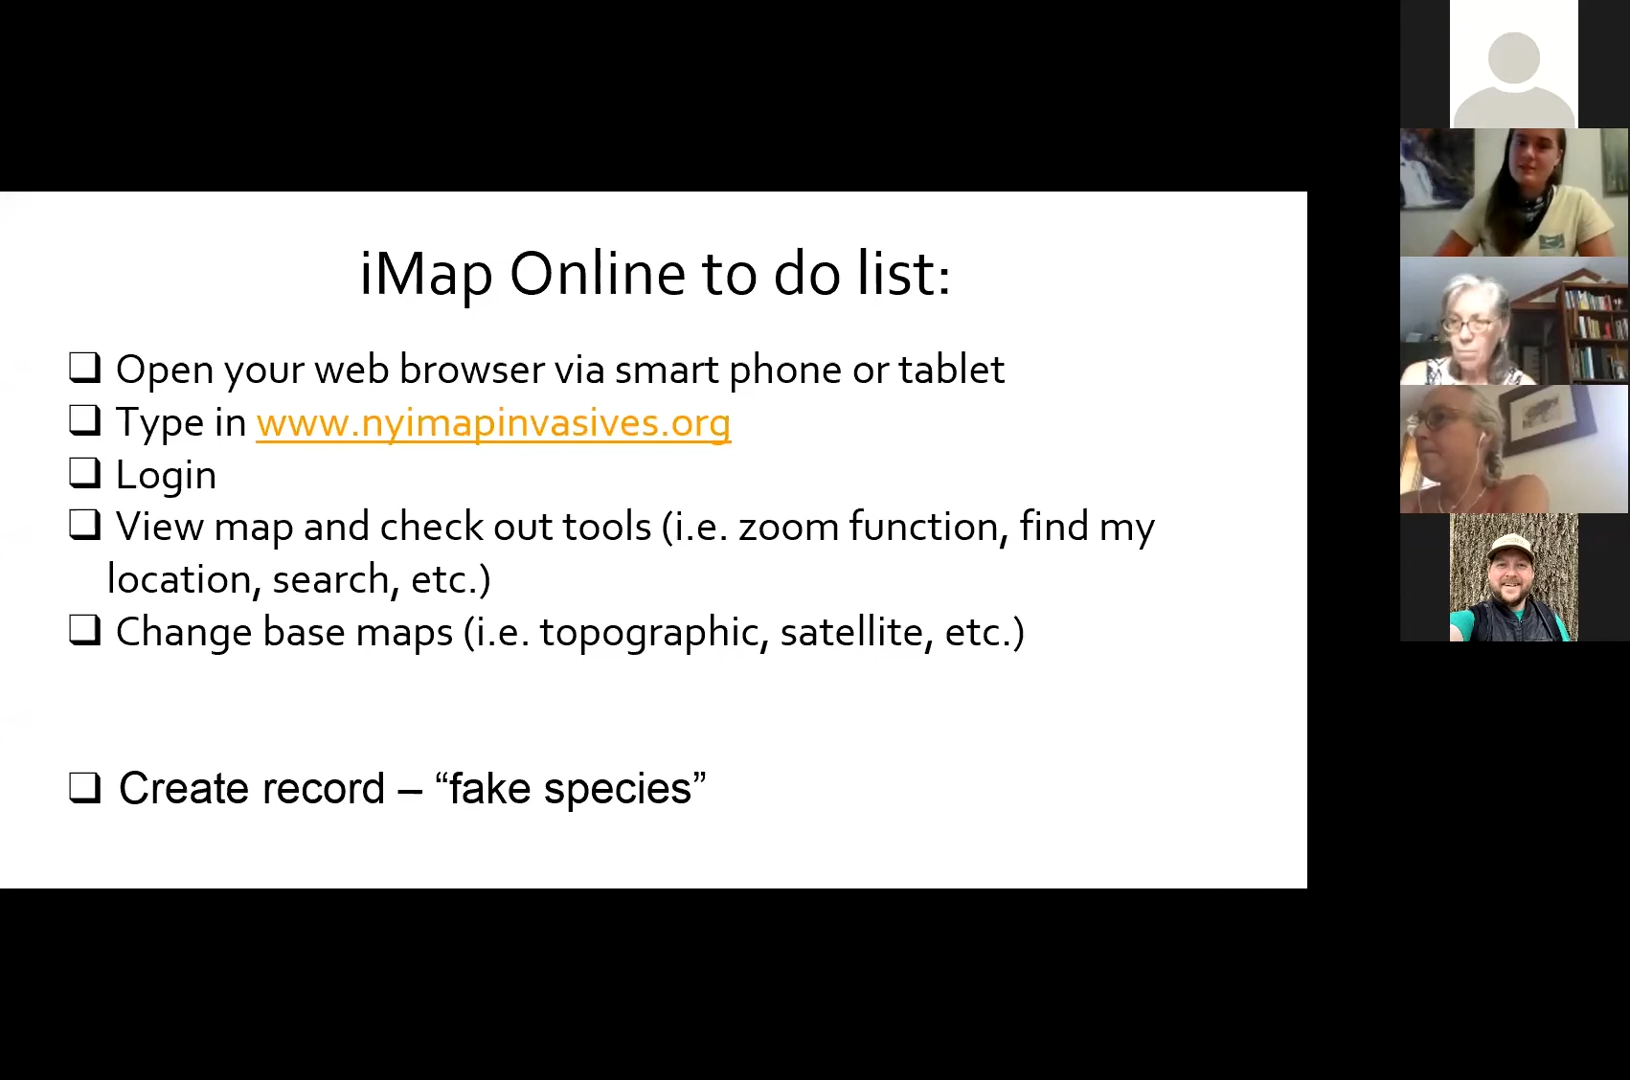 iMap Online to do list:
❑ Open your web browser via smart phone or tablet
❑ Type in www.nyimapinvasives.org
❑ Login
❑ View map and check out tools (i.e. zoom function, find my
location, search, etc.)
❑ Change base maps (i.e. topographic, satellite, etc.)
❑ Create record – “fake species”